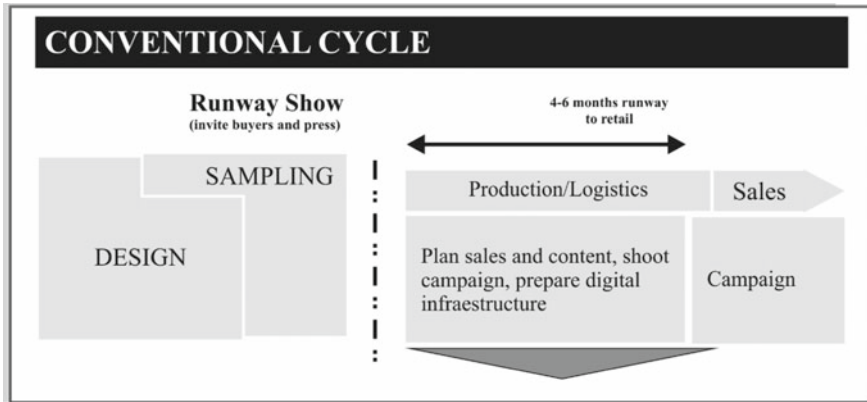 CONVENTIONAL CYCLE
Runway Show
(invite buyers and press)
4-6 months runway
to retail
SAMPLING
DESIGN
Production/Logistics
Sales
Plan sales and content, shoot
campaign, prepare digital
infraestructure
Campaign